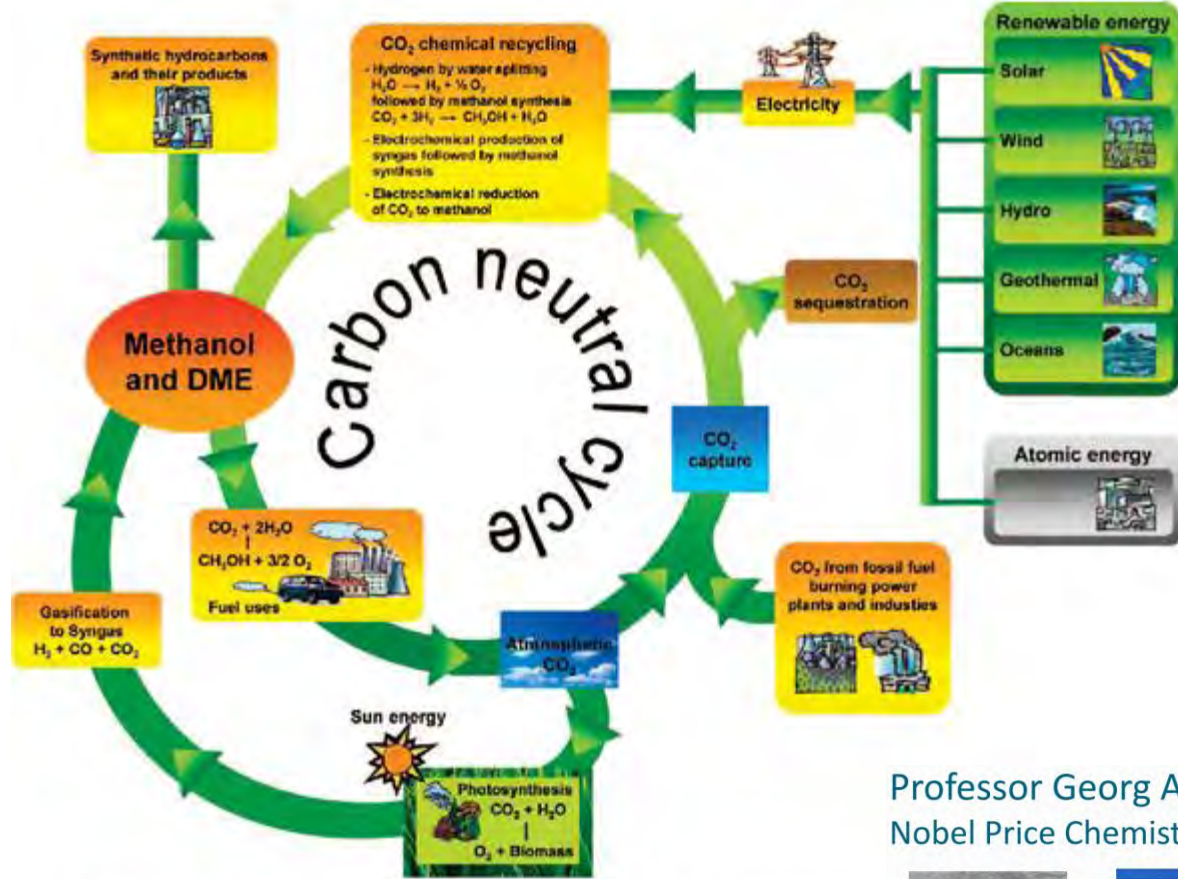 Synthetic hydrocarbons
and their products
CO₂ chemical recycling
- Hydrogen by water splitting
H₂O → H₂ + ½ O₂
followed by methanol synthesis
CO₂ + 3H₂ → CH₃OH + H₂O
- Electrochemical production of
syngas followed by methanol
synthesis
- Electrochemical reduction
of CO₂ to methanol
Electricity
Renewable energy
Solar
Wind
Hydro
Geothermal
Oceans
Atomic energy
CO₂
sequestration
Methanol
and DME
Carbon neutral cycle
CO₂
capture
CO₂ + 2H₂O
CH₃OH + 3/2 O₂
Fuel uses
CO₂ from fossil fuel
burning power
plants and industies
Gasification
to Syngas
H₂ + CO + CO₂
Atmospheric
CO₂
Sun energy
Photosynthesis
CO₂ + H₂O
O₂ + Biomass
Professor Georg A
Nobel Price Chemist